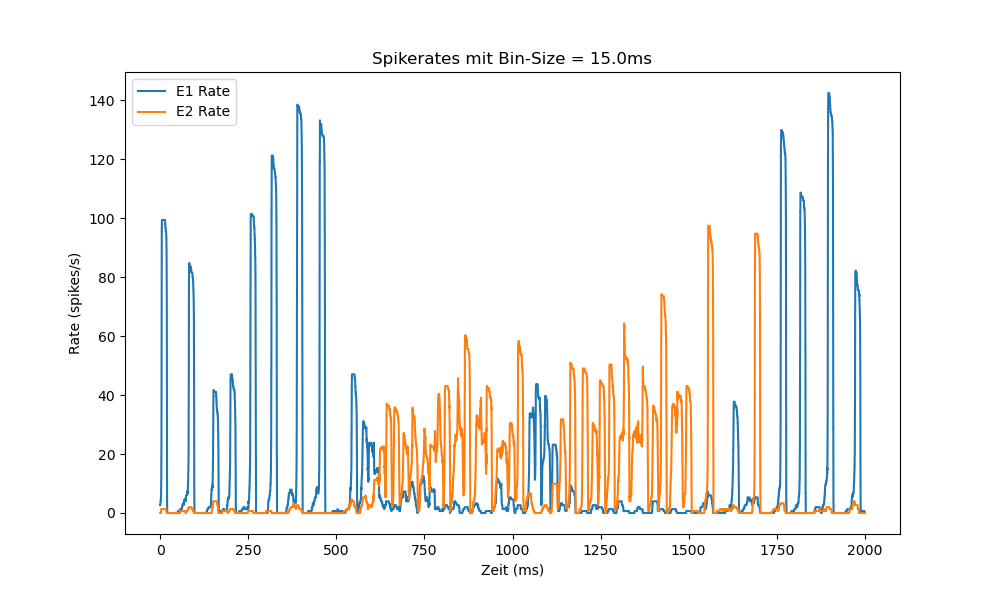 Spikerates mit Bin-Size = 15.0ms
E1 Rate
E2 Rate
140
120
100
80
60
40
20
0
Rate (spikes/s)
0 250 500 750 1000 1250 1500 1750 2000
Zeit (ms)